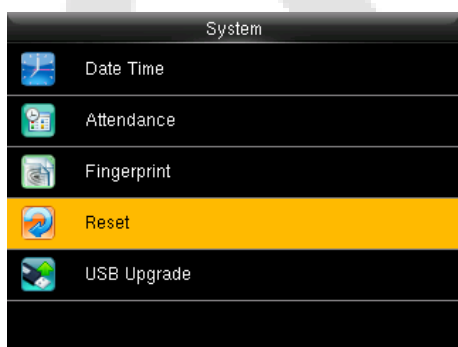 System
Date Time
Attendance
Fingerprint
Reset
USB Upgrade